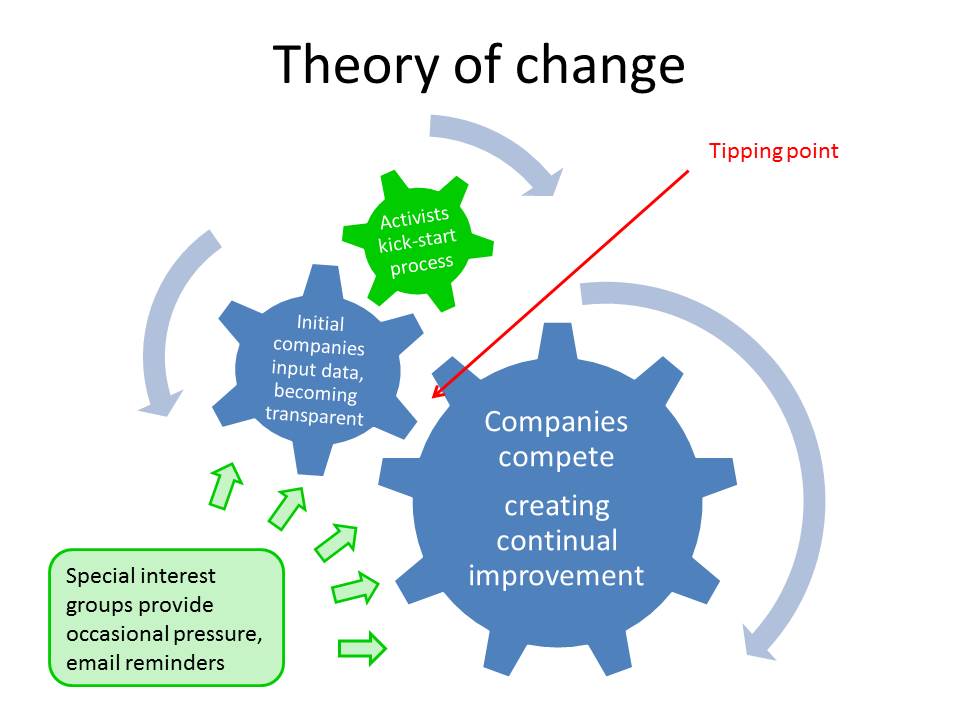 Theory of change
Tipping point
Activists
kick-start
process
Initial
companies
input data,
becoming
transparent
Companies
compete
creating
continual
improvement
Special interest
groups provide
occasional pressure,
email reminders